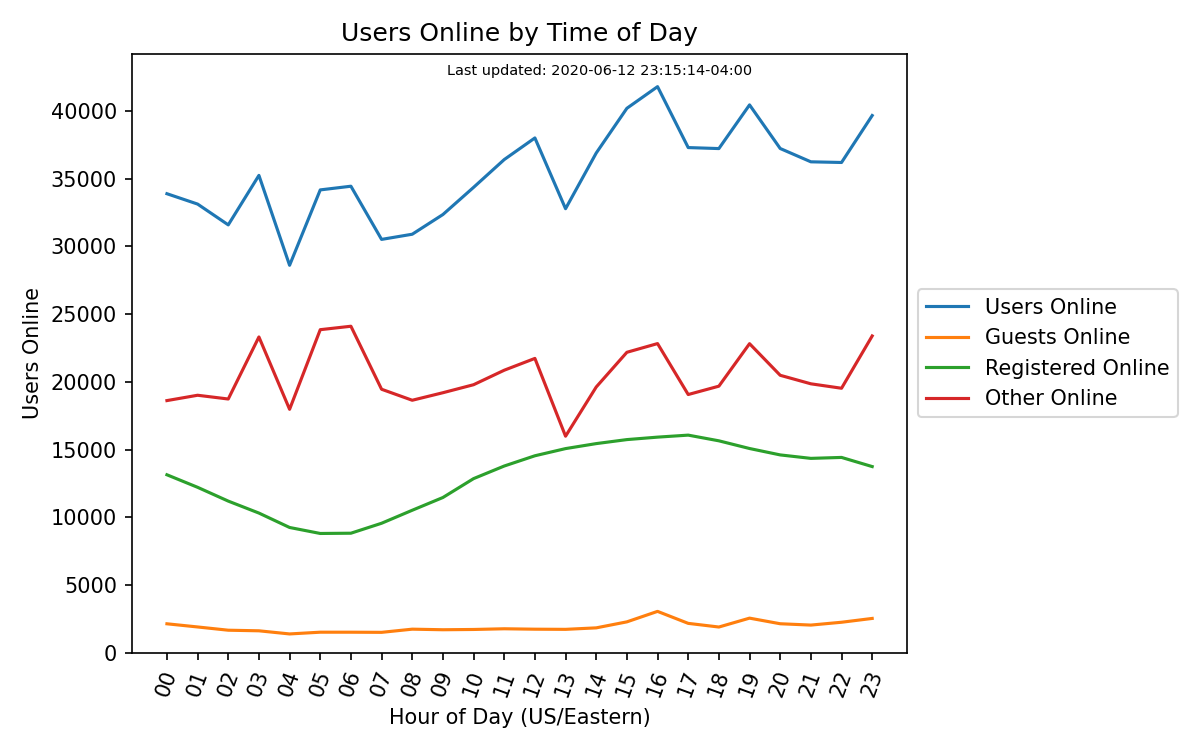 Users Online by Time of Day
Last updated: 2020-06-12 23:15:14-04:00
Users Online
40000
35000
30000
25000
20000
15000
10000
5000
0
00 01 02 03 04 05 06 07 08 09 10 11 12 13 14 15 16 17 18 19 20 21 22 23
Hour of Day (US/Eastern)
Users Online
Guests Online
Registered Online
Other Online